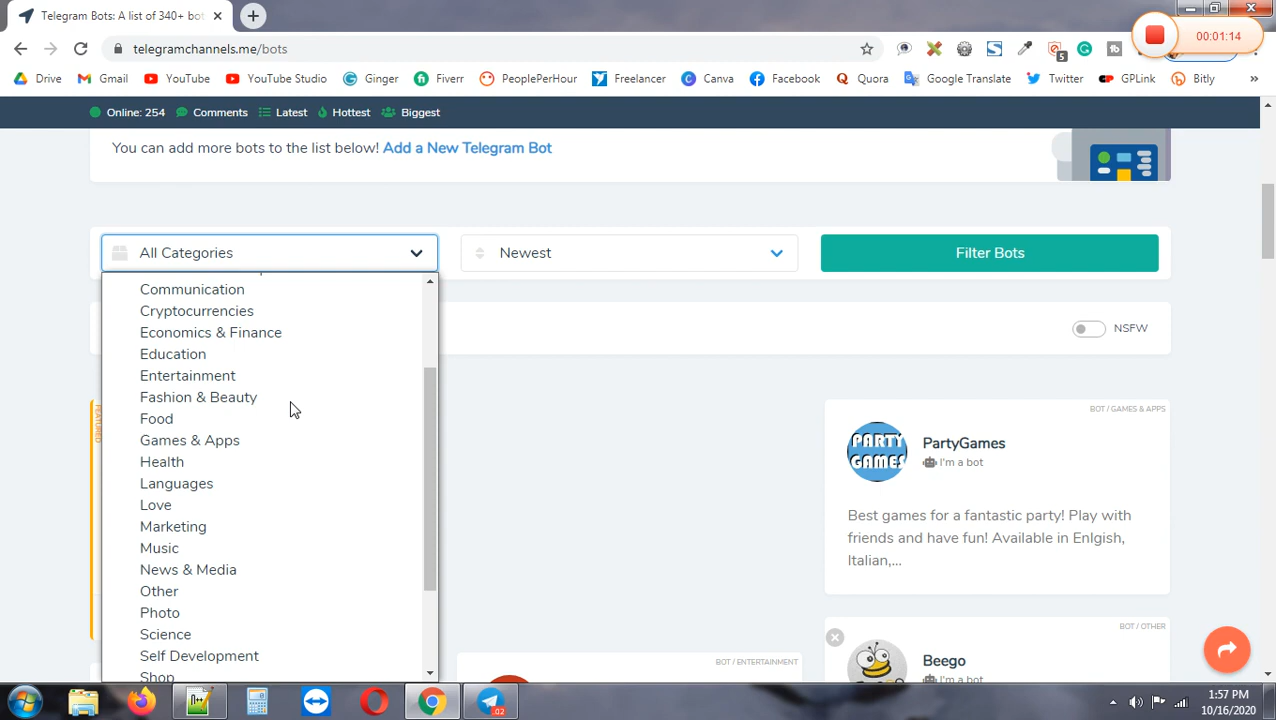 Telegram Bots: A list of 340+ bot
00:01:14
telegramchannels.me/bots
5
Drive
Gmail
YouTube
YouTube Studio
Ginger
Fiverr
PeoplePerHour
Freelancer
Canva
Facebook
Quora
Google Translate
Twitter
GPLink
Bitly
Online: 254
Comments
Latest
Hottest
Biggest
You can add more bots to the list below! Add a New Telegram Bot
All Categories
Newest
Filter Bots
Communication
Cryptocurrencies
Economics & Finance
Education
Entertainment
Fashion & Beauty
Food
Games & Apps
Health
Languages
Love
Marketing
Music
News & Media
Other
Photo
Science
Self Development
Shop
NSFW
FEATURED
BOT / GAMES & APPS
PARTY
GAMES
PartyGames
I'm a bot
Best games for a fantastic party! Play with
friends and have fun! Available in Enlgish,
Italian,...
BOT / OTHER
Beego
I'm a bot
BOT / ENTERTAINMENT
02
1:57 PM
10/16/2020